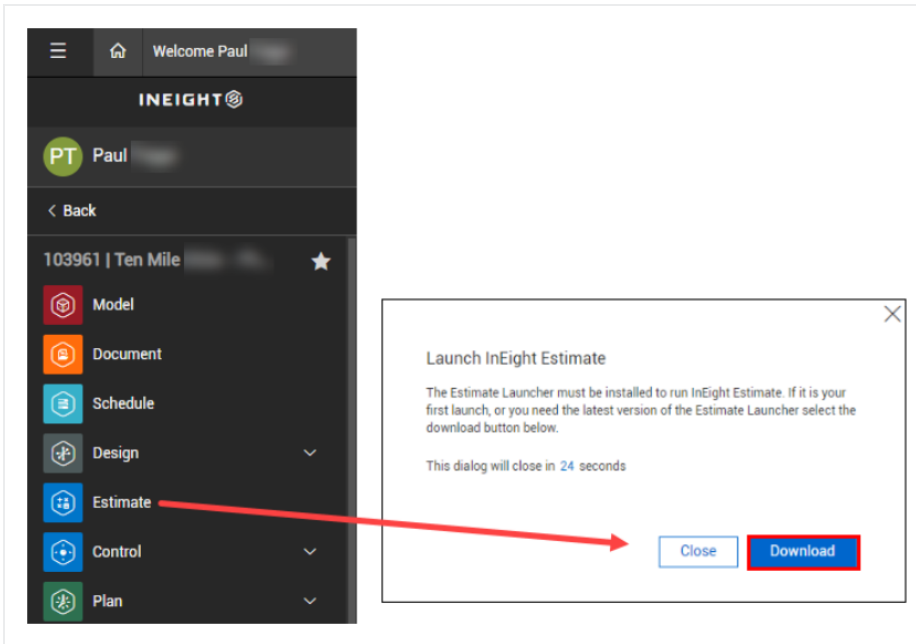 Welcome Paul
INEIGHT
PT Paul
< Back
103961 | Ten Mile
Model
Document
Schedule
Design
Estimate
Control
Plan
Launch InEight Estimate
The Estimate Launcher must be installed to run InEight Estimate. If it is your
first launch, or you need the latest version of the Estimate Launcher select the
download button below.
This dialog will close in 24 seconds
Close Download